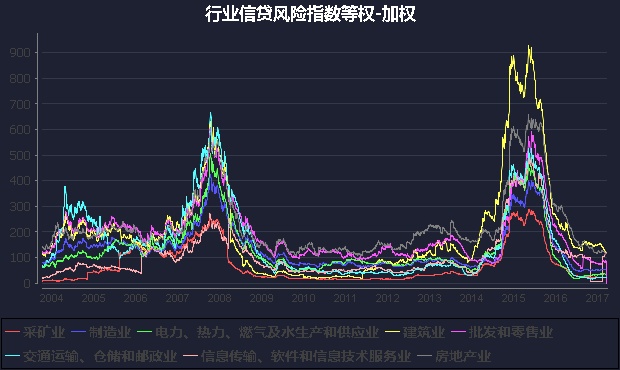 行业信贷风险指数等权-加权
900
800
700
600
500
400
300
200
100
0
2004 2005 2006 2007 2008 2009 2010 2011 2012 2013 2014 2015 2016 2017
采矿业 制造业 电力、热力、燃气及水生产和供应业 建筑业 批发和零售业
交通运输、仓储和邮政业 信息传输、软件和信息技术服务业 房地产业